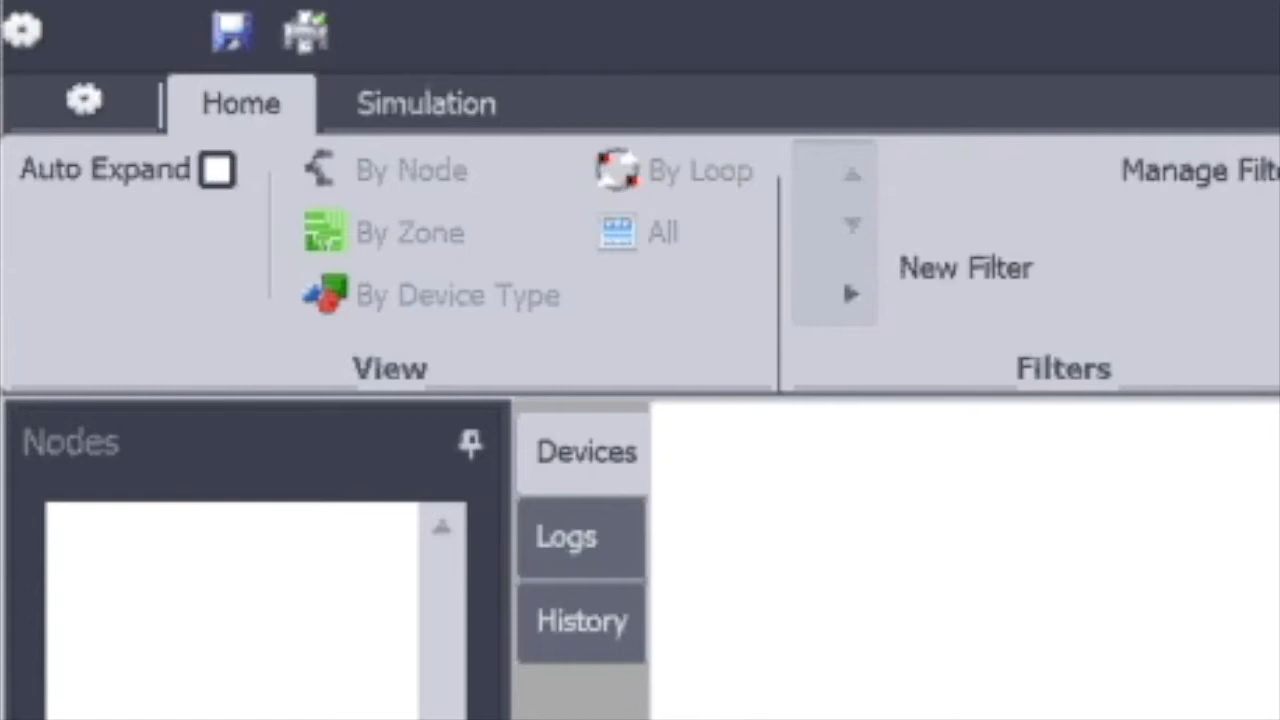 Home
Simulation
Auto Expand
By Node
By Loop
Manage
By Zone
All
New Filter
By Device Type
View
Filters
Nodes
Devices
Logs
History